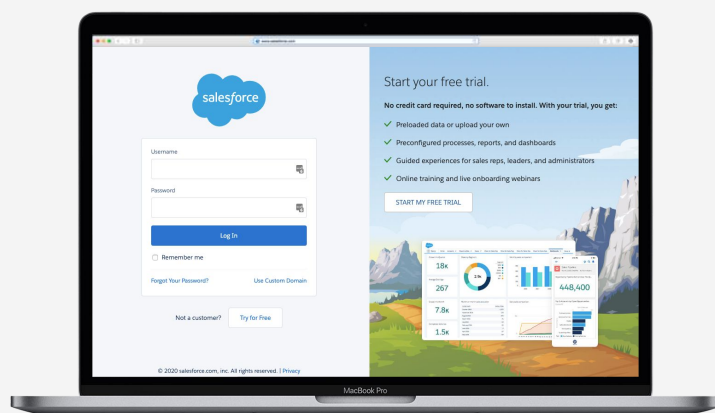 www.salesforce.com
salesforce
Username
Password
Log In
Remember me
Forgot Your Password?
Use Custom Domain
Not a customer?
Try for Free
© 2020 salesforce.com, inc. All rights reserved. | Privacy
Start your free trial.
No credit card required, no software to install. With your trial, you get:
Preloaded data or upload your own
Preconfigured processes, reports, and dashboards
Guided experiences for sales reps, leaders, and administrators
Online training and live onboarding webinars
START MY FREE TRIAL
18K
267
7.8K
1.5K
448,400
MacBook Pro